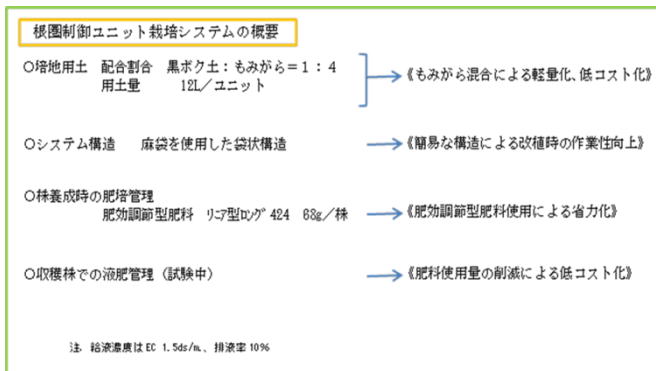 根圏制御ユニット栽培システムの概要
○培地用土 配合割合 黒ボク土:もみがら=1:4 《もみがら混合による軽量化、低コスト化》
用土量 12L/ユニット
○システム構造 麻袋を使用した袋状構造 《簡易な構造による改植時の作業性向上》
○株養成時の肥培管理
肥効調節型肥料 リニア型ロング424 68g/株 《肥効調節型肥料使用による省力化》
○収穫株での液肥管理(試験中) 《肥料使用量の削減による低コスト化》
注. 給液濃度はEC 1.5ds/m、排液率10%